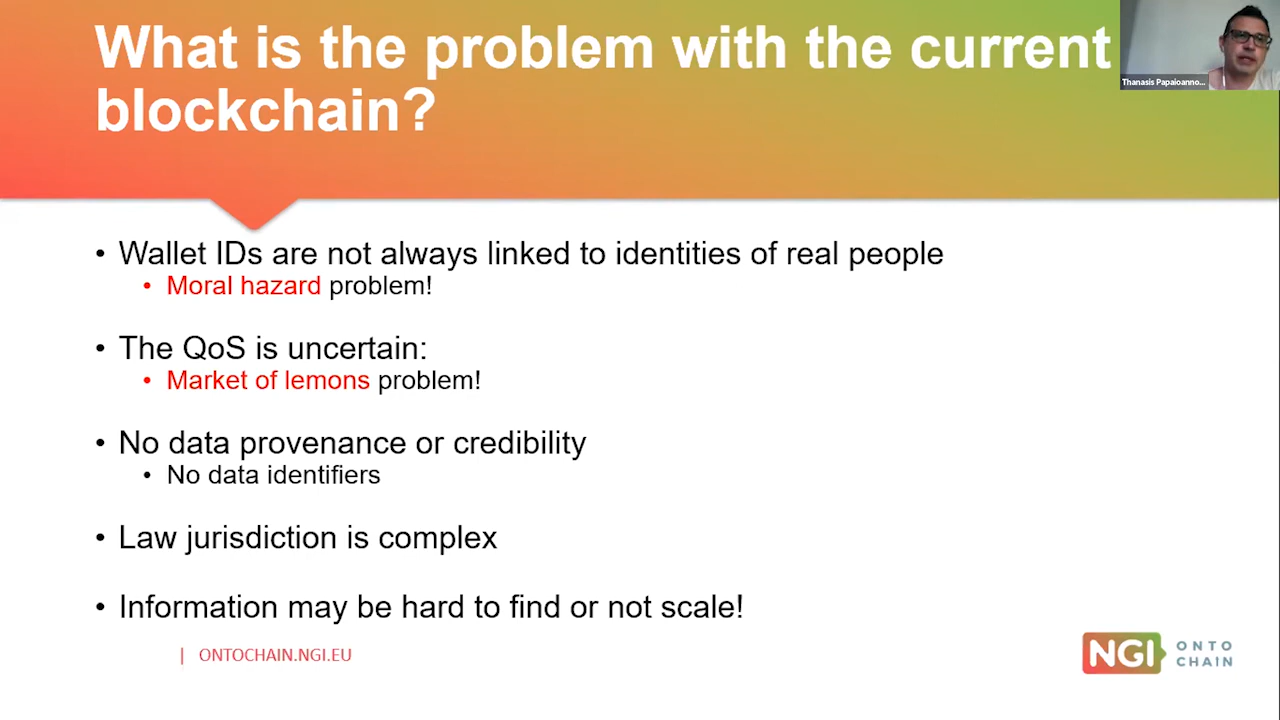 What is the problem with the current
blockchain?
Thanasis Papaioanno...
• Wallet IDs are not always linked to identities of real people
• Moral hazard problem!
• The QoS is uncertain:
• Market of lemons problem!
• No data provenance or credibility
• No data identifiers
• Law jurisdiction is complex
• Information may be hard to find or not scale!
| ONTOCHAIN.NGI.EU
NGI ONTO
CHAIN